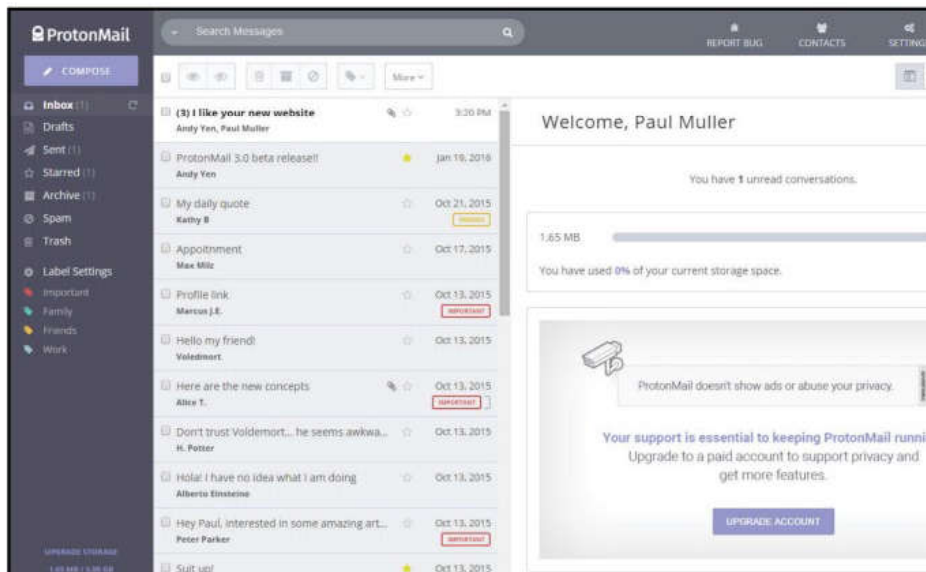 ProtonMail
Search Messages
REPORT BUG
CONTACTS
SETTING
COMPOSE
More
Inbox (1)
Drafts
Sent (1)
Starred (1)
Archive (1)
Spam
Trash
Label Settings
Important
Family
Friends
Work
UPGRADE STORAGE
(3) I like your new website
3:20 PM
Andy Yen, Paul Muller
ProtonMail 3.0 beta release!!
Jan 19, 2016
Andy Yen
My daily quote
Oct 21, 2015
Kathy B
Appoitnment
Oct 17, 2015
Max Milz
Profile link
Oct 13, 2015
Marcus J.E.
IMPORTANT
Hello my friend!
Oct 13, 2015
Voledmort
Here are the new concepts
Oct 13, 2015
Alice T.
IMPORTANT
Don't trust Voldemort... he seems awkwa...
Oct 13, 2015
H. Potter
Hola! I have no idea what I am doing
Oct 13, 2015
Alberto Einsteino
Hey Paul, interested in some amazing art...
Oct 13, 2015
Peter Parker
IMPORTANT
Suit up!
Oct 13, 2015
Welcome, Paul Muller
You have 1 unread conversations.
1.65 MB
You have used 0% of your current storage space.
ProtonMail doesn't show ads or abuse your privacy.
Your support is essential to keeping ProtonMail runni
Upgrade to a paid account to support privacy and
get more features.
UPGRADE ACCOUNT